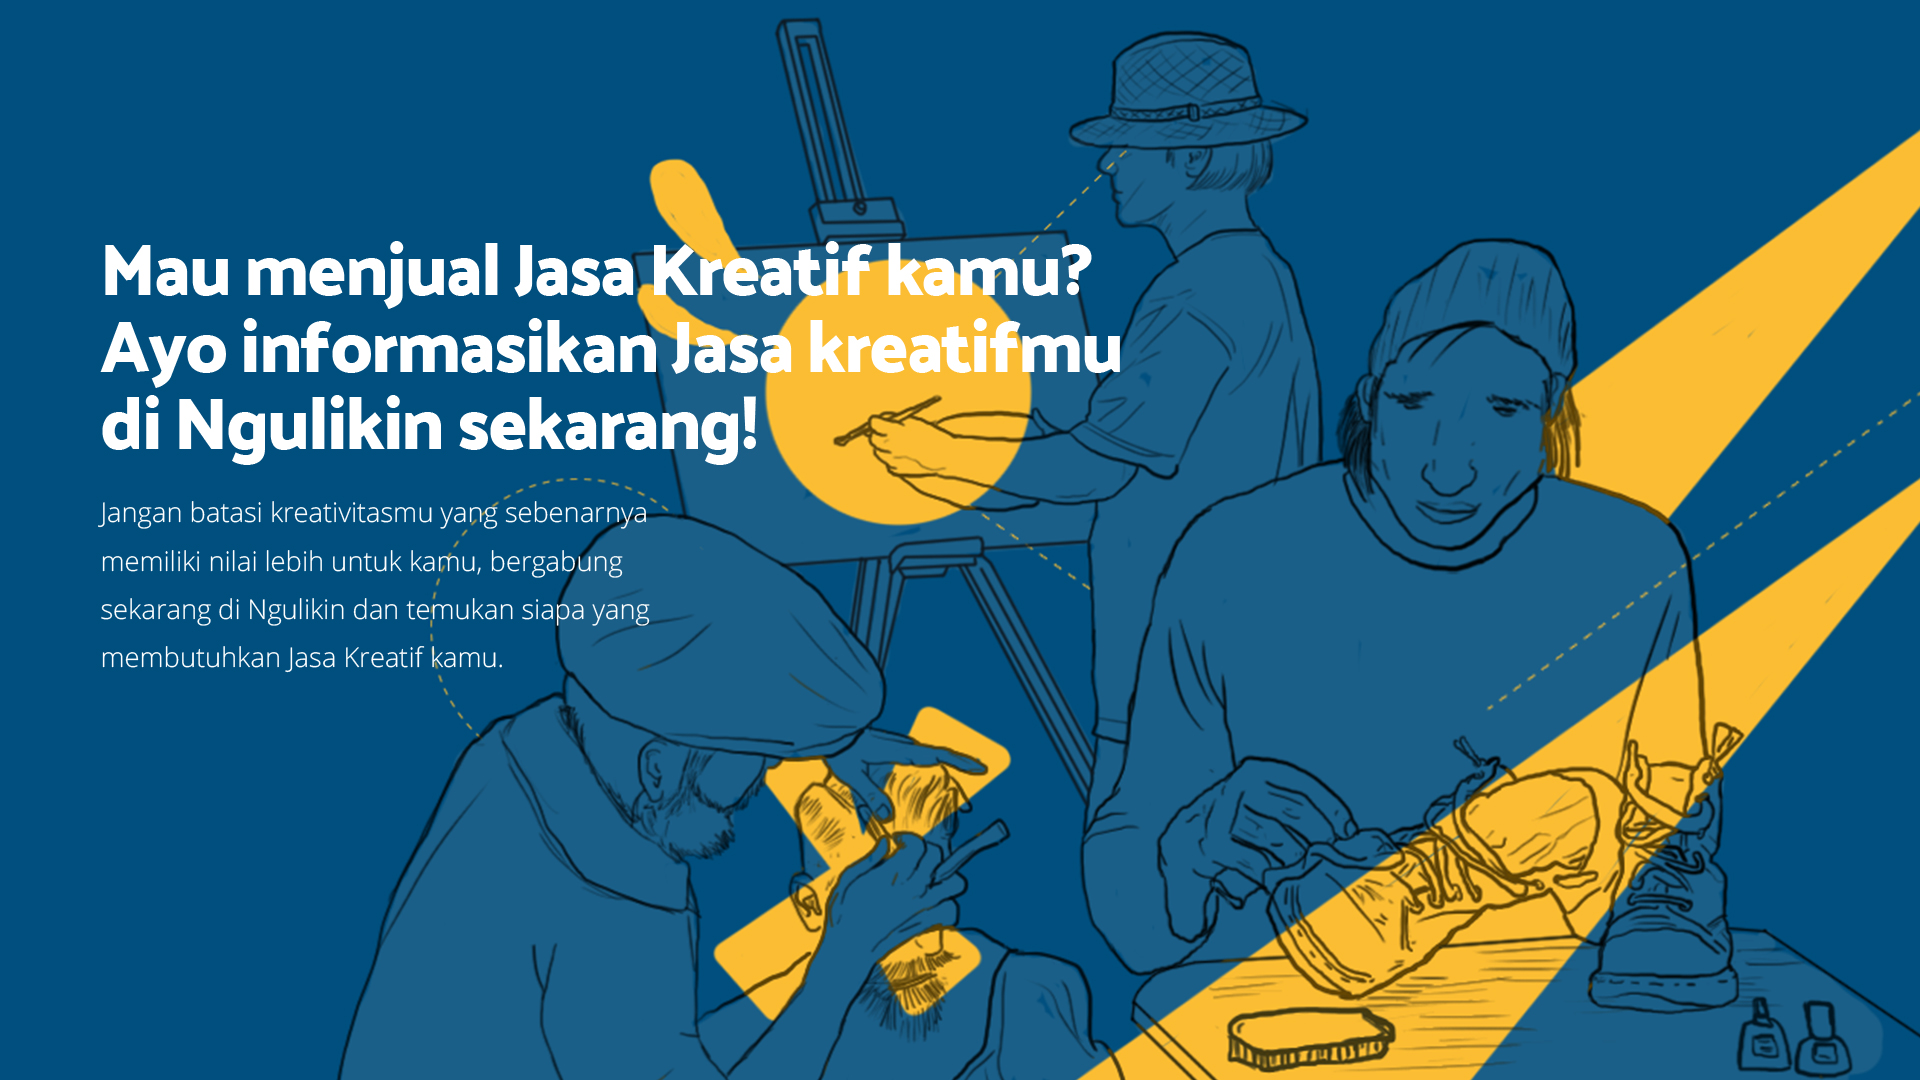 Mau menjual Jasa Kreatif kamu?
Ayo informasikan Jasa kreatifmu
di Ngulikin sekarang!
Jangan batasi kreativitasmu yang sebenarnya
memiliki nilai lebih untuk kamu, bergabung
sekarang di Ngulikin dan temukan siapa yang
membutuhkan Jasa Kreatif kamu.